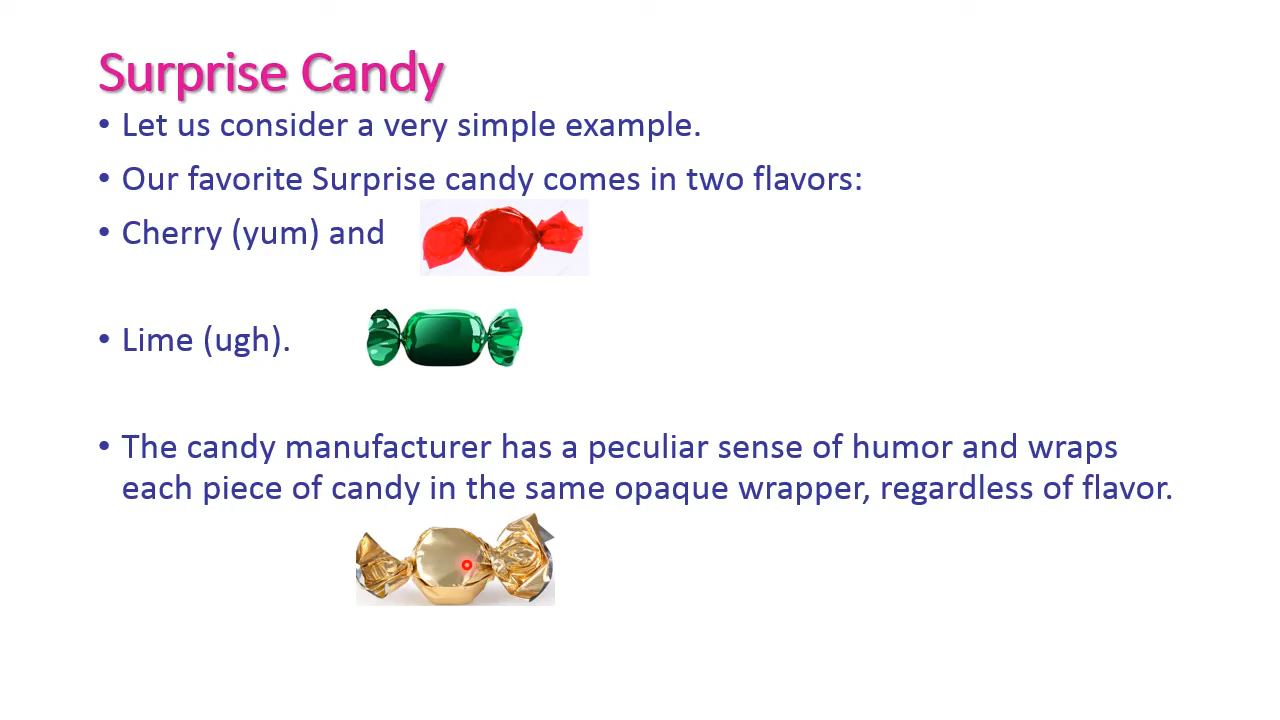 Surprise Candy
• Let us consider a very simple example.
• Our favorite Surprise candy comes in two flavors:
• Cherry (yum) and
• Lime (ugh).
• The candy manufacturer has a peculiar sense of humor and wraps
each piece of candy in the same opaque wrapper, regardless of flavor.